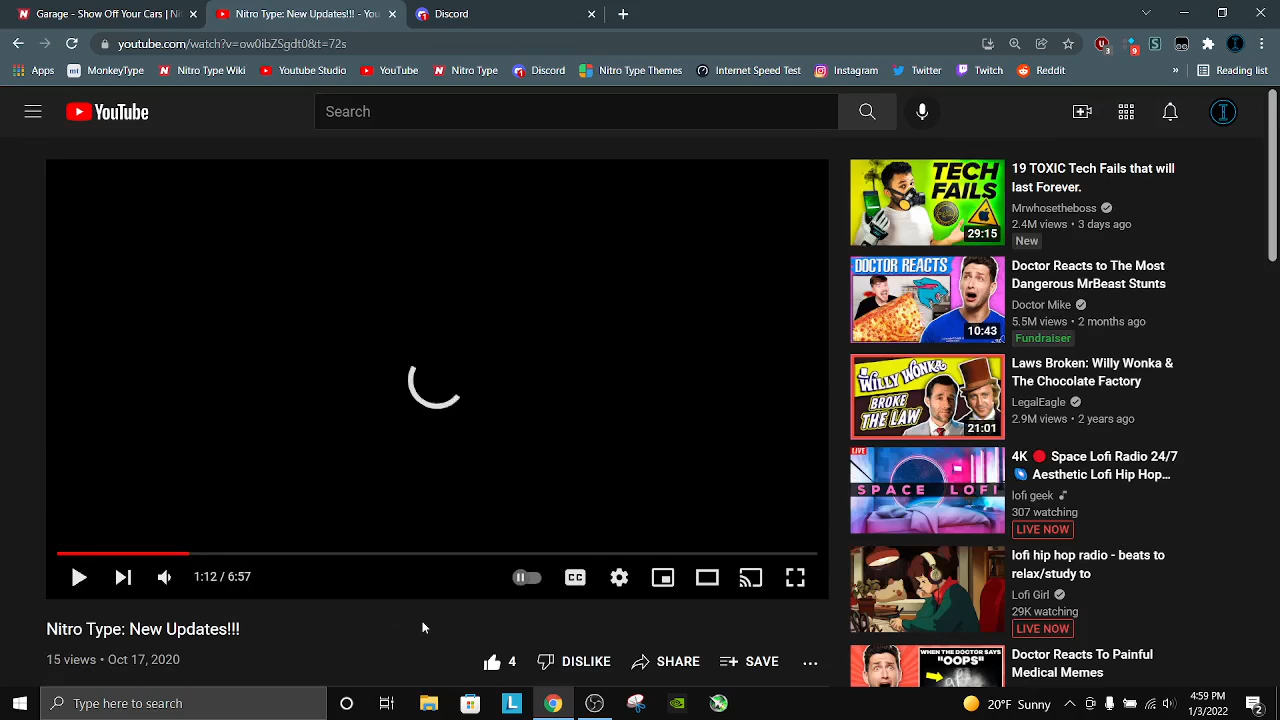 Garage - Show Off Your Cars | Ni
Nitro Type: New Updates!!! - You
Discord
youtube.com/watch?v=ow0ibZSgdt0&t=72s
3
9
Apps
mt MonkeyType
Nitro Type Wiki
YouTube Studio
YouTube
Nitro Type
Discord
Nitro Type Themes
Internet Speed Test
Instagram
Twitter
Twitch
Reddit
»
Reading list
YouTube
Search
TECH
FAILS
29:15
19 TOXIC Tech Fails that will
last Forever.
Mrwhosetheboss
2.4M views • 3 days ago
New
DOCTOR REACTS
10:43
Doctor Reacts to The Most
Dangerous MrBeast Stunts
Doctor Mike
5.5M views • 2 months ago
Fundraiser
WILLY WONKA
BROKE
THE LAW
21:01
Laws Broken: Willy Wonka &
The Chocolate Factory
LegalEagle
2.9M views • 2 years ago
LIVE
SPACE LOFI
4K 🔴 Space Lofi Radio 24/7
Aesthetic Lofi Hip Hop...
lofi geek
307 watching
LIVE NOW
lofi hip hop radio - beats to
relax/study to
Lofi Girl
29K watching
LIVE NOW
WHEN THE DOCTOR SAYS
"OOPS"
Doctor Reacts To Painful
Medical Memes
1:12 / 6:57
CC
Nitro Type: New Updates!!!
15 views • Oct 17, 2020
DISLIKE
SHARE
SAVE
Type here to search
L
20°F Sunny
4:59 PM
1/3/2022
2